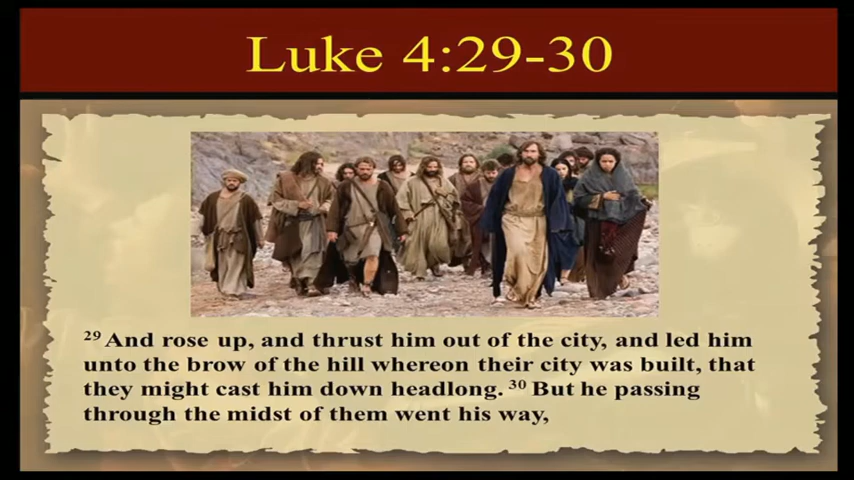 Luke 4:29-30
²⁹ And rose up, and thrust him out of the city, and led him
unto the brow of the hill whereon their city was built, that
they might cast him down headlong. ³⁰ But he passing
through the midst of them went his way,